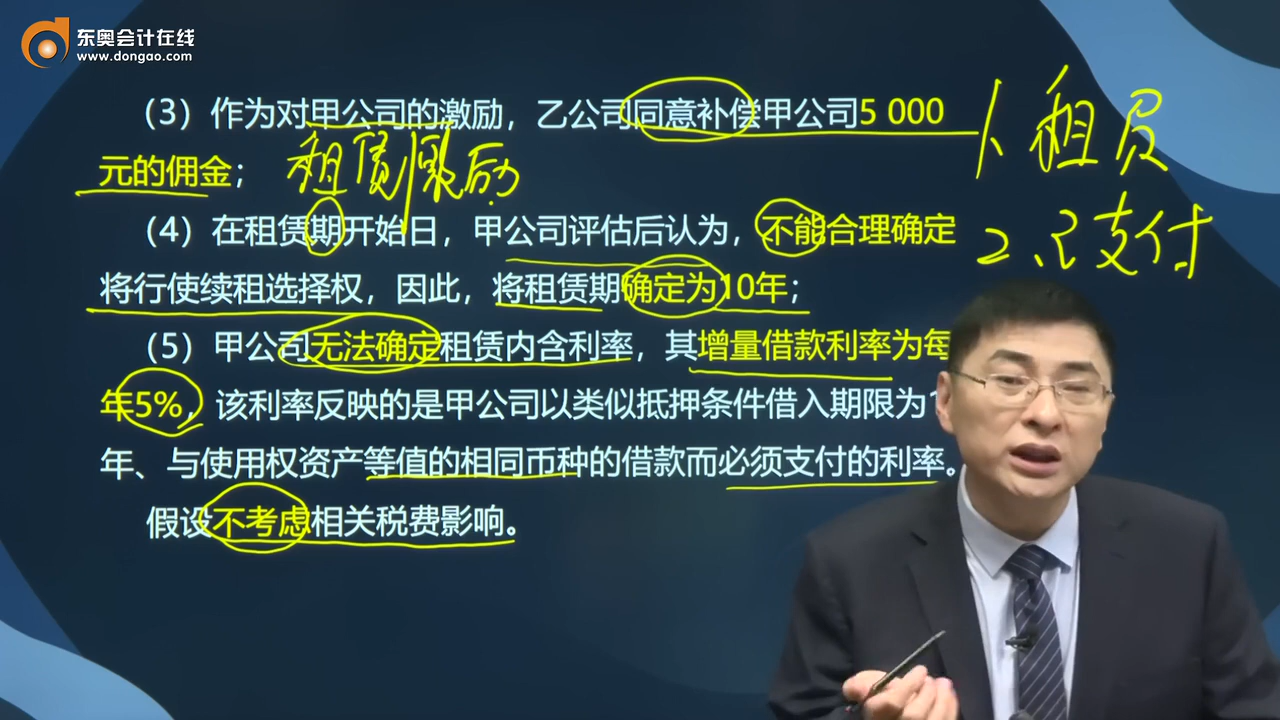 东奥会计在线
www.dongao.com
（3）作为对甲公司的激励，乙公司同意补偿甲公司5 000
元的佣金；
租赁激励
1、租员
2、已支付
（4）在租赁期开始日，甲公司评估后认为，不能合理确定
将行使续租选择权，因此，将租赁期确定为10年；
（5）甲公司无法确定租赁内含利率，其增量借款利率为每
年5%，该利率反映的是甲公司以类似抵押条件借入期限为
年、与使用权资产等值的相同币种的借款而必须支付的利率。
假设不考虑相关税费影响。